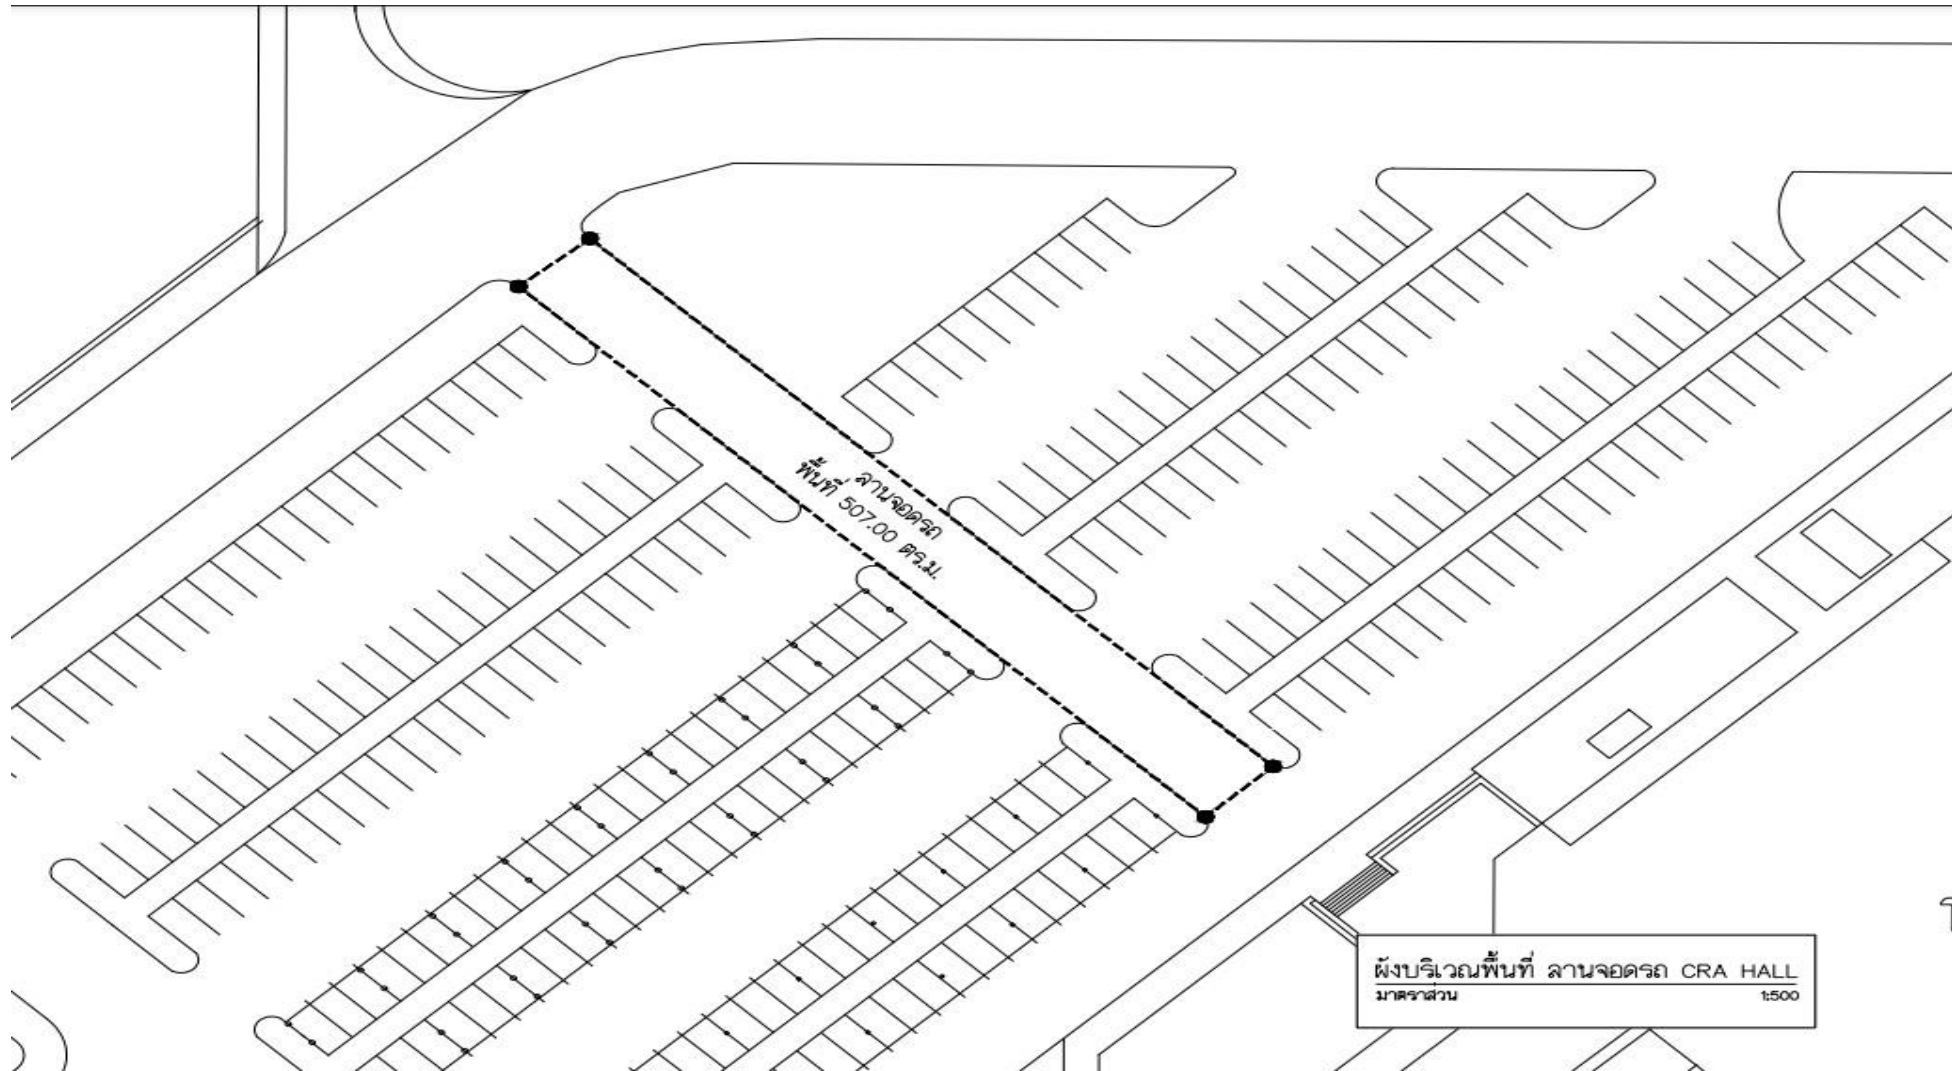 ลานจอดรถ
พื้นที่ 507.00 ตร.ม.
ผังบริเวณพื้นที่ ลานจอดรถ CRA HALL
มาตราส่วน 1:500